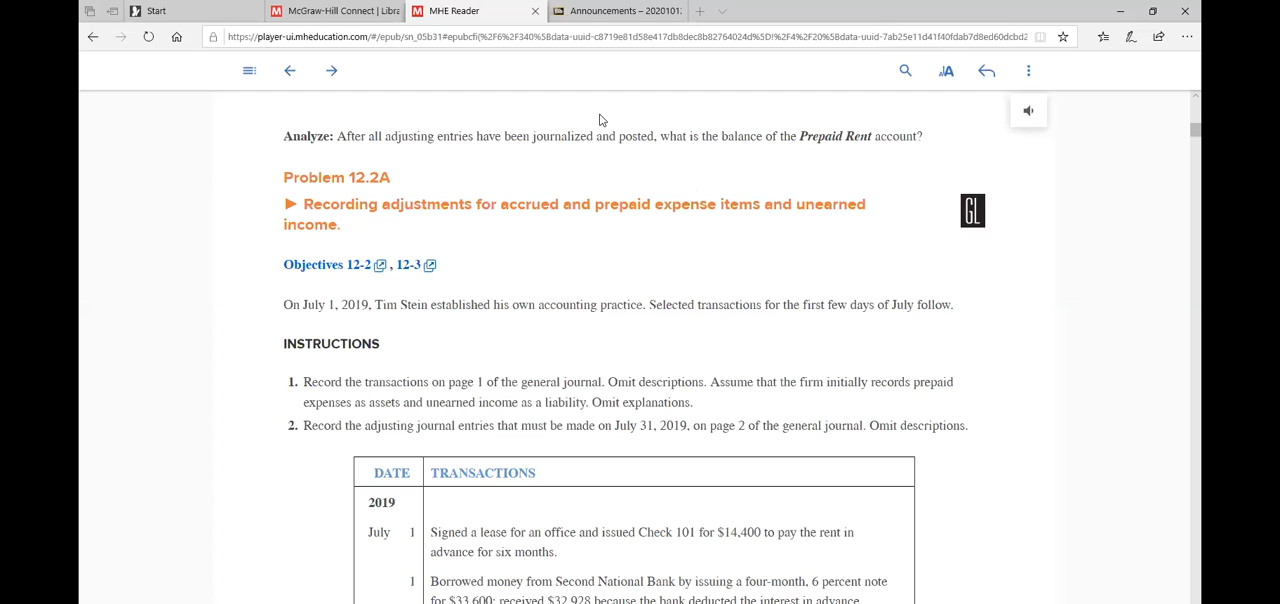 Start
McGraw-Hill Connect | Libra
MHE Reader
Announcements – 2020101
https://player-ui.mheducation.com/#/epub/sn_05b31#epubcfi(%2F6%2F340%5Bdata-uuid-c8719e81d58e417db8dec8b82764024d%5D!%2F4%2F20%5Bdata-uuid-7ab25e11d41f40fdab7d8ed60dcbd2
Analyze: After all adjusting entries have been journalized and posted, what is the balance of the Prepaid Rent account?
Problem 12.2A
► Recording adjustments for accrued and prepaid expense items and unearned
income.
GL
Objectives 12-2 , 12-3
On July 1, 2019, Tim Stein established his own accounting practice. Selected transactions for the first few days of July follow.
INSTRUCTIONS
1. Record the transactions on page 1 of the general journal. Omit descriptions. Assume that the firm initially records prepaid
expenses as assets and unearned income as a liability. Omit explanations.
2. Record the adjusting journal entries that must be made on July 31, 2019, on page 2 of the general journal. Omit descriptions.
DATE TRANSACTIONS
2019
July 1 Signed a lease for an office and issued Check 101 for $14,400 to pay the rent in
advance for six months.
1 Borrowed money from Second National Bank by issuing a four-month, 6 percent note
for $33,600; received $32,928 because the bank deducted the interest in advance.